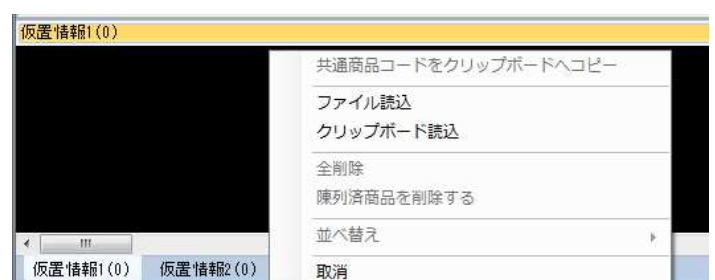 仮置情報1(0)
共通商品コードをクリップボードへコピー
ファイル読込
クリップボード読込
全削除
陳列済商品を削除する
並べ替え
取消
仮置情報1(0) 仮置情報2(0)